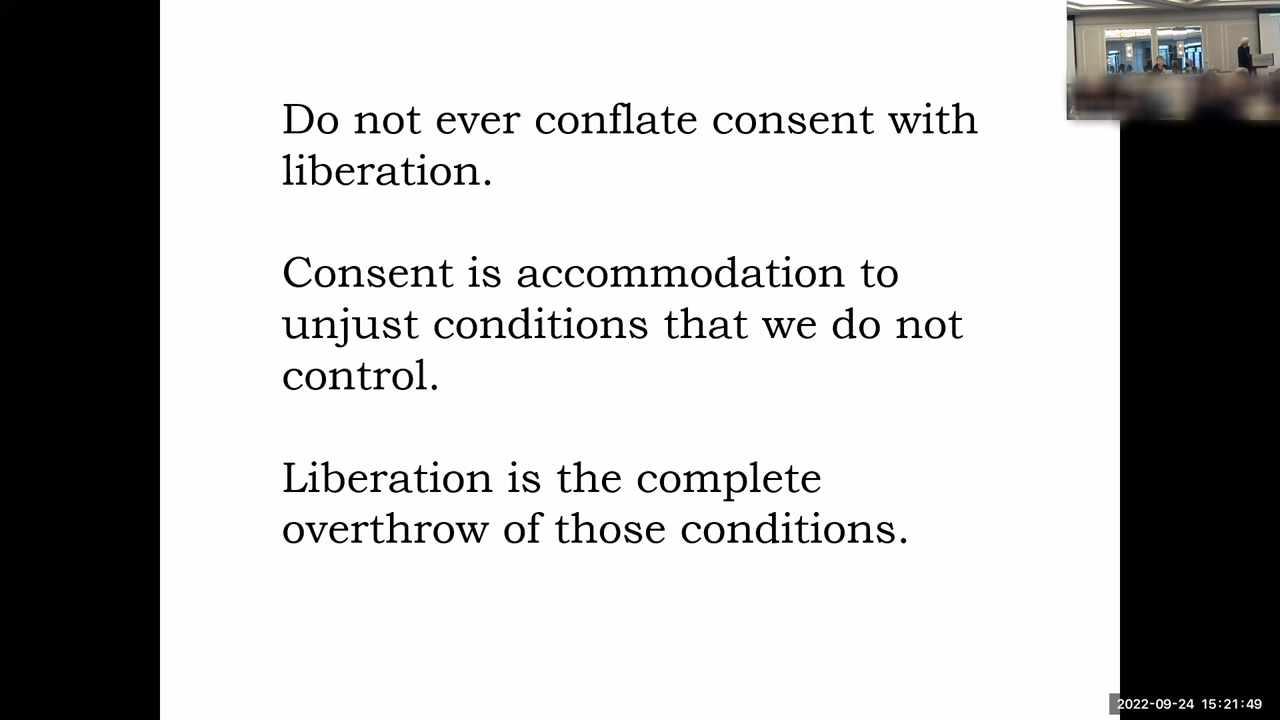 Do not ever conflate consent with
liberation.
Consent is accommodation to
unjust conditions that we do not
control.
Liberation is the complete
overthrow of those conditions.
2022-09-24 15:21:49